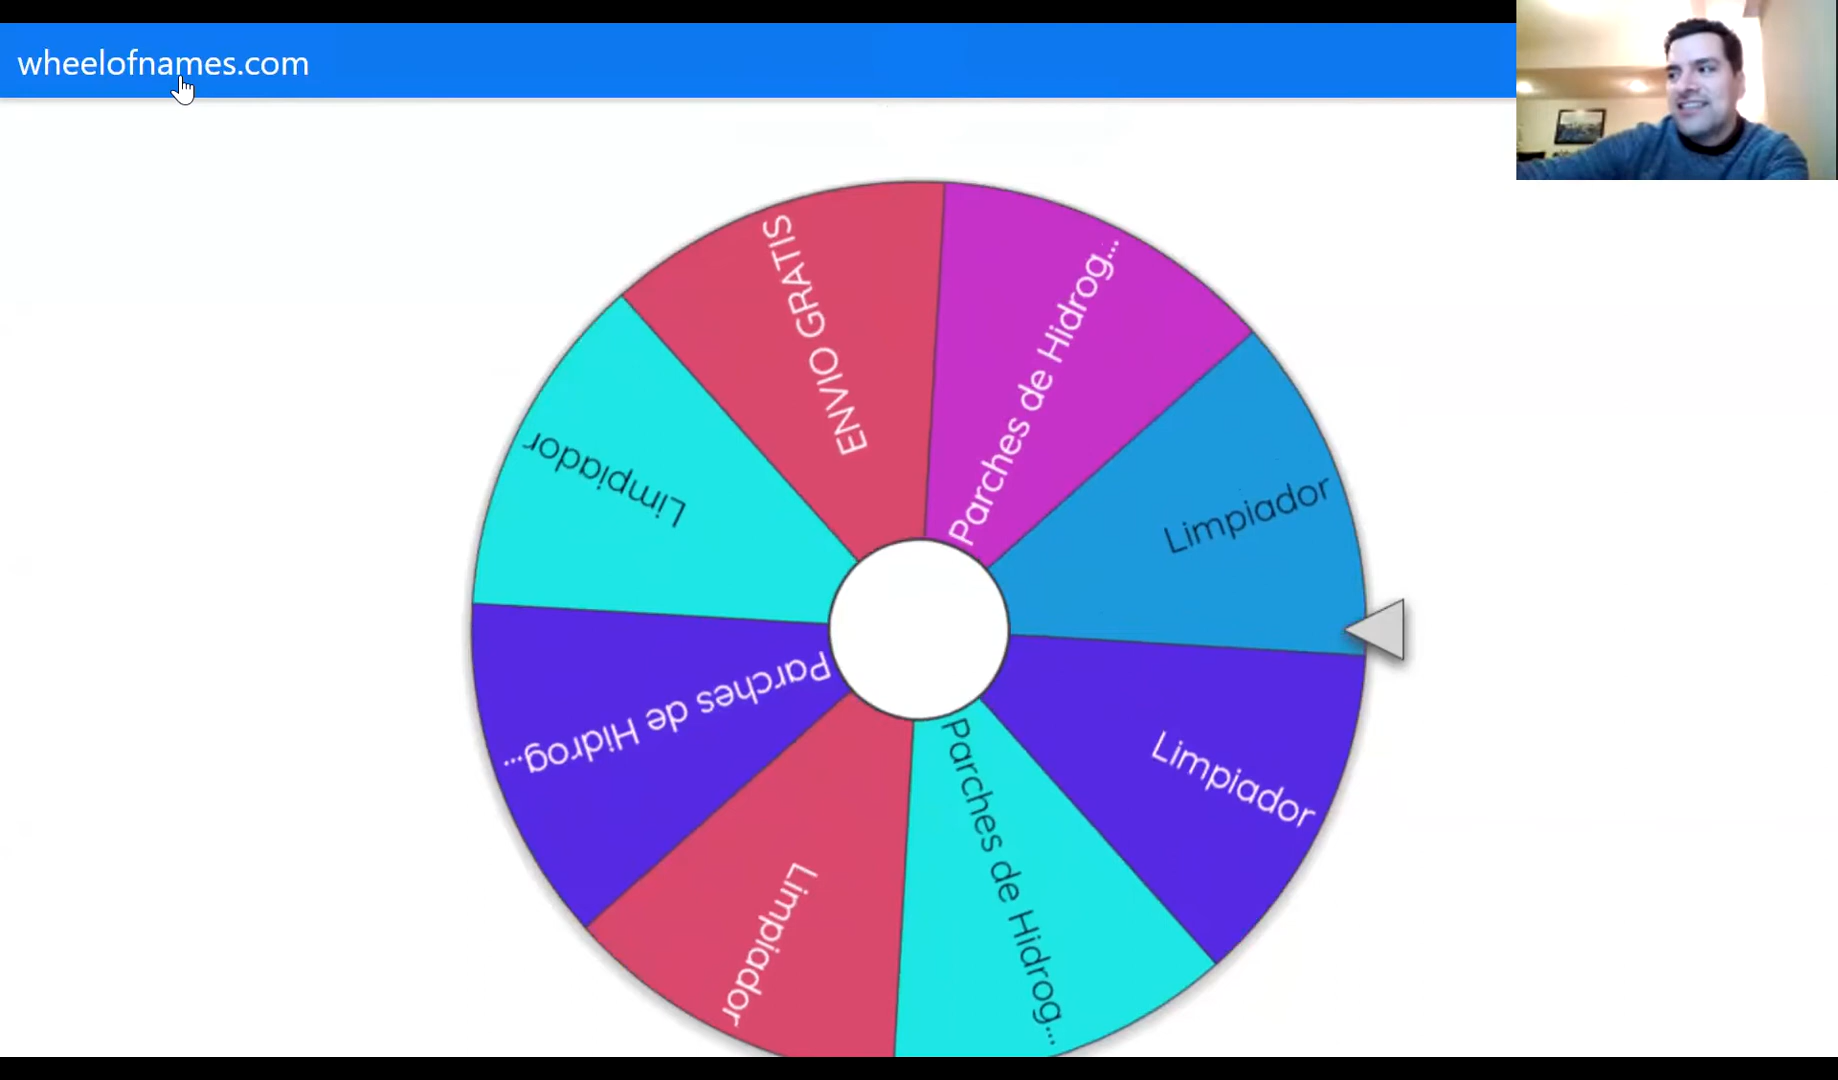 wheelofnames.com
ENVIO GRATIS
Parches de Hidrog...
Limpiador
Limpiador
Limpiador
Parches de Hidrog...
Parches de Hidrog...
Limpiador